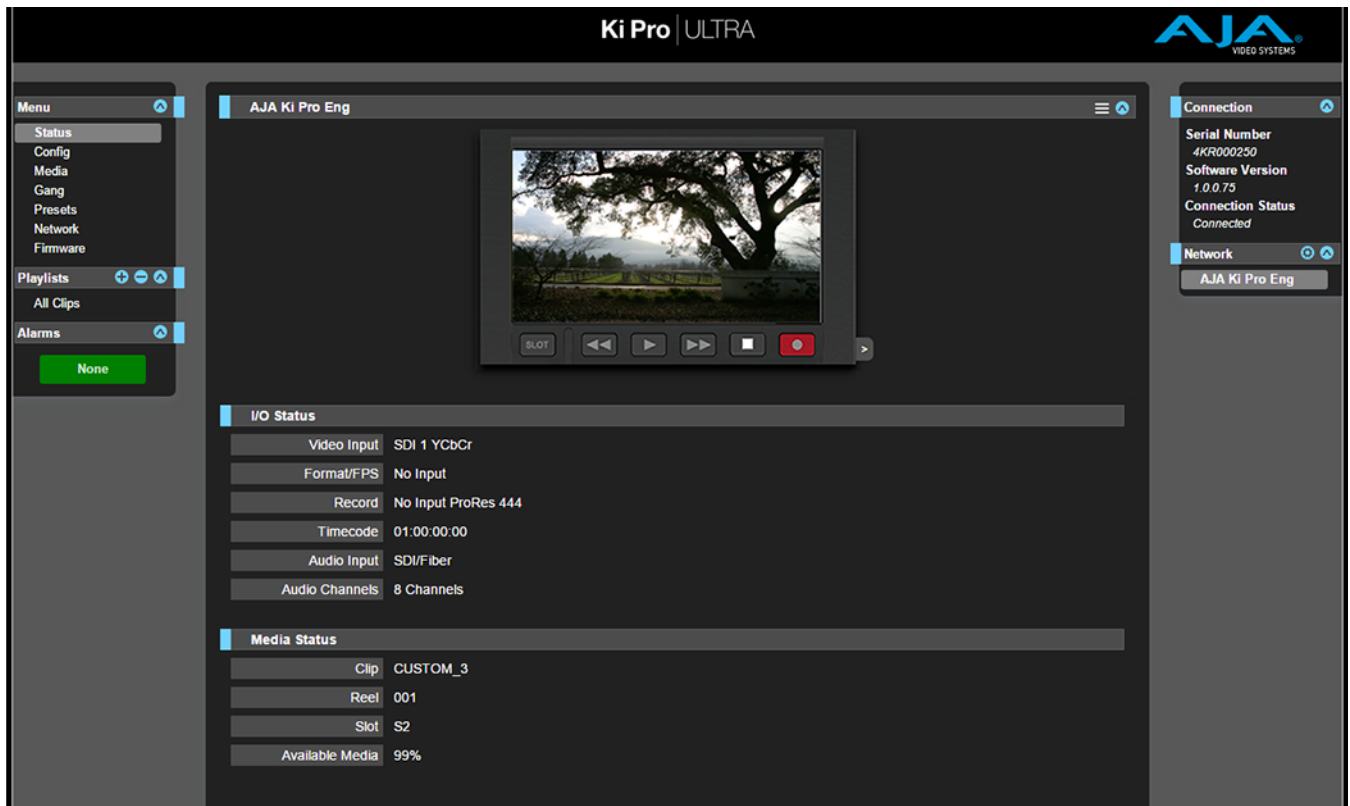 Ki Pro | ULTRA
AJA
VIDEO SYSTEMS
Menu
Status
Config
Media
Gang
Presets
Network
Firmware
Playlists
All Clips
Alarms
None
AJA Ki Pro Eng
SLOT
>
I/O Status
Video Input SDI 1 YCbCr
Format/FPS No Input
Record No Input ProRes 444
Timecode 01:00:00:00
Audio Input SDI/Fiber
Audio Channels 8 Channels
Media Status
Clip CUSTOM_3
Reel 001
Slot S2
Available Media 99%
Connection
Serial Number
4KR000250
Software Version
1.0.0.75
Connection Status
Connected
Network
AJA Ki Pro Eng